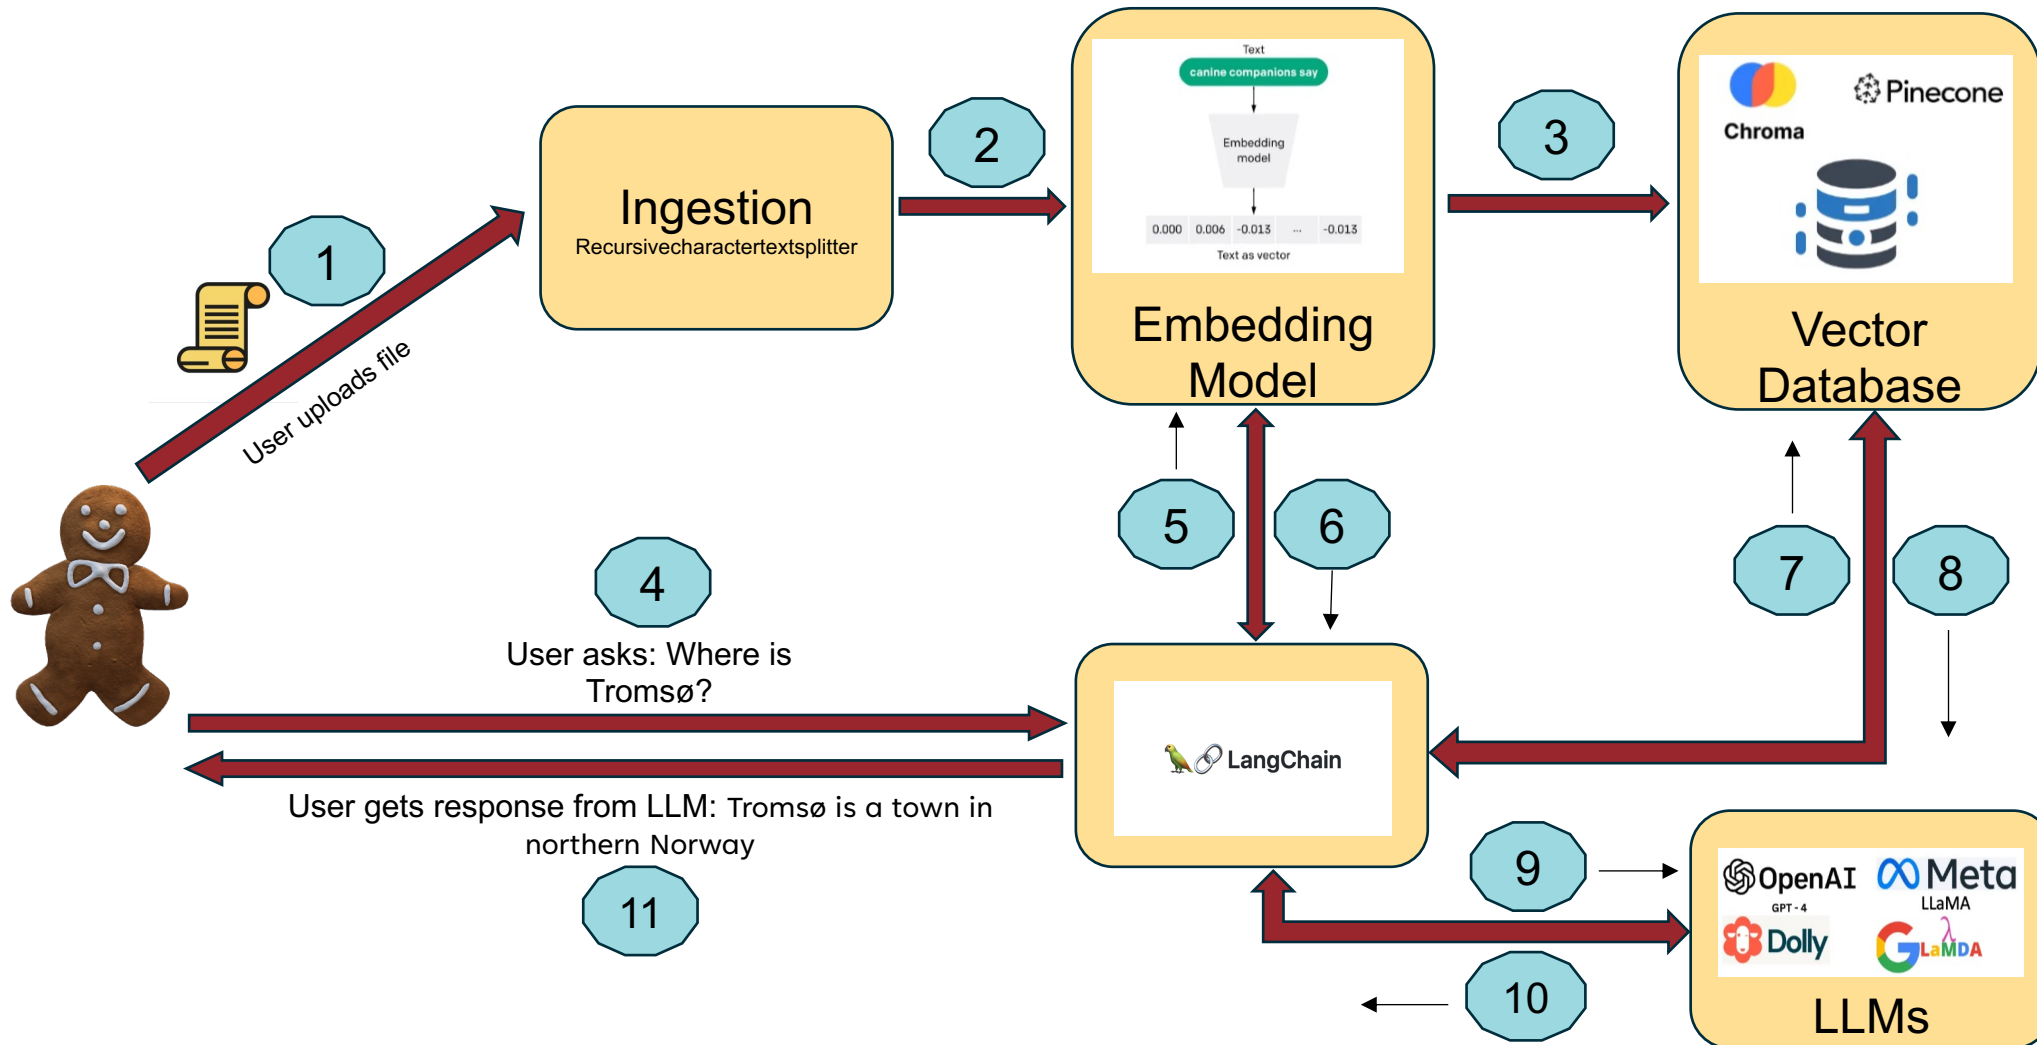 1
User uploads file
Ingestion
Recursivecharactertextsplitter
2
Text
canine companions say
Embedding
model
0.000 0.006 -0.013 ... -0.013
Text as vector
Embedding
Model
3
Chroma
Pinecone
Vector
Database
4
User asks: Where is
Tromsø?
5
6
7
8
LangChain
User gets response from LLM: Tromsø is a town in
northern Norway
11
9
10
OpenAI
GPT - 4
Meta
LLaMA
Dolly
G LaMDA
λ
LLMs